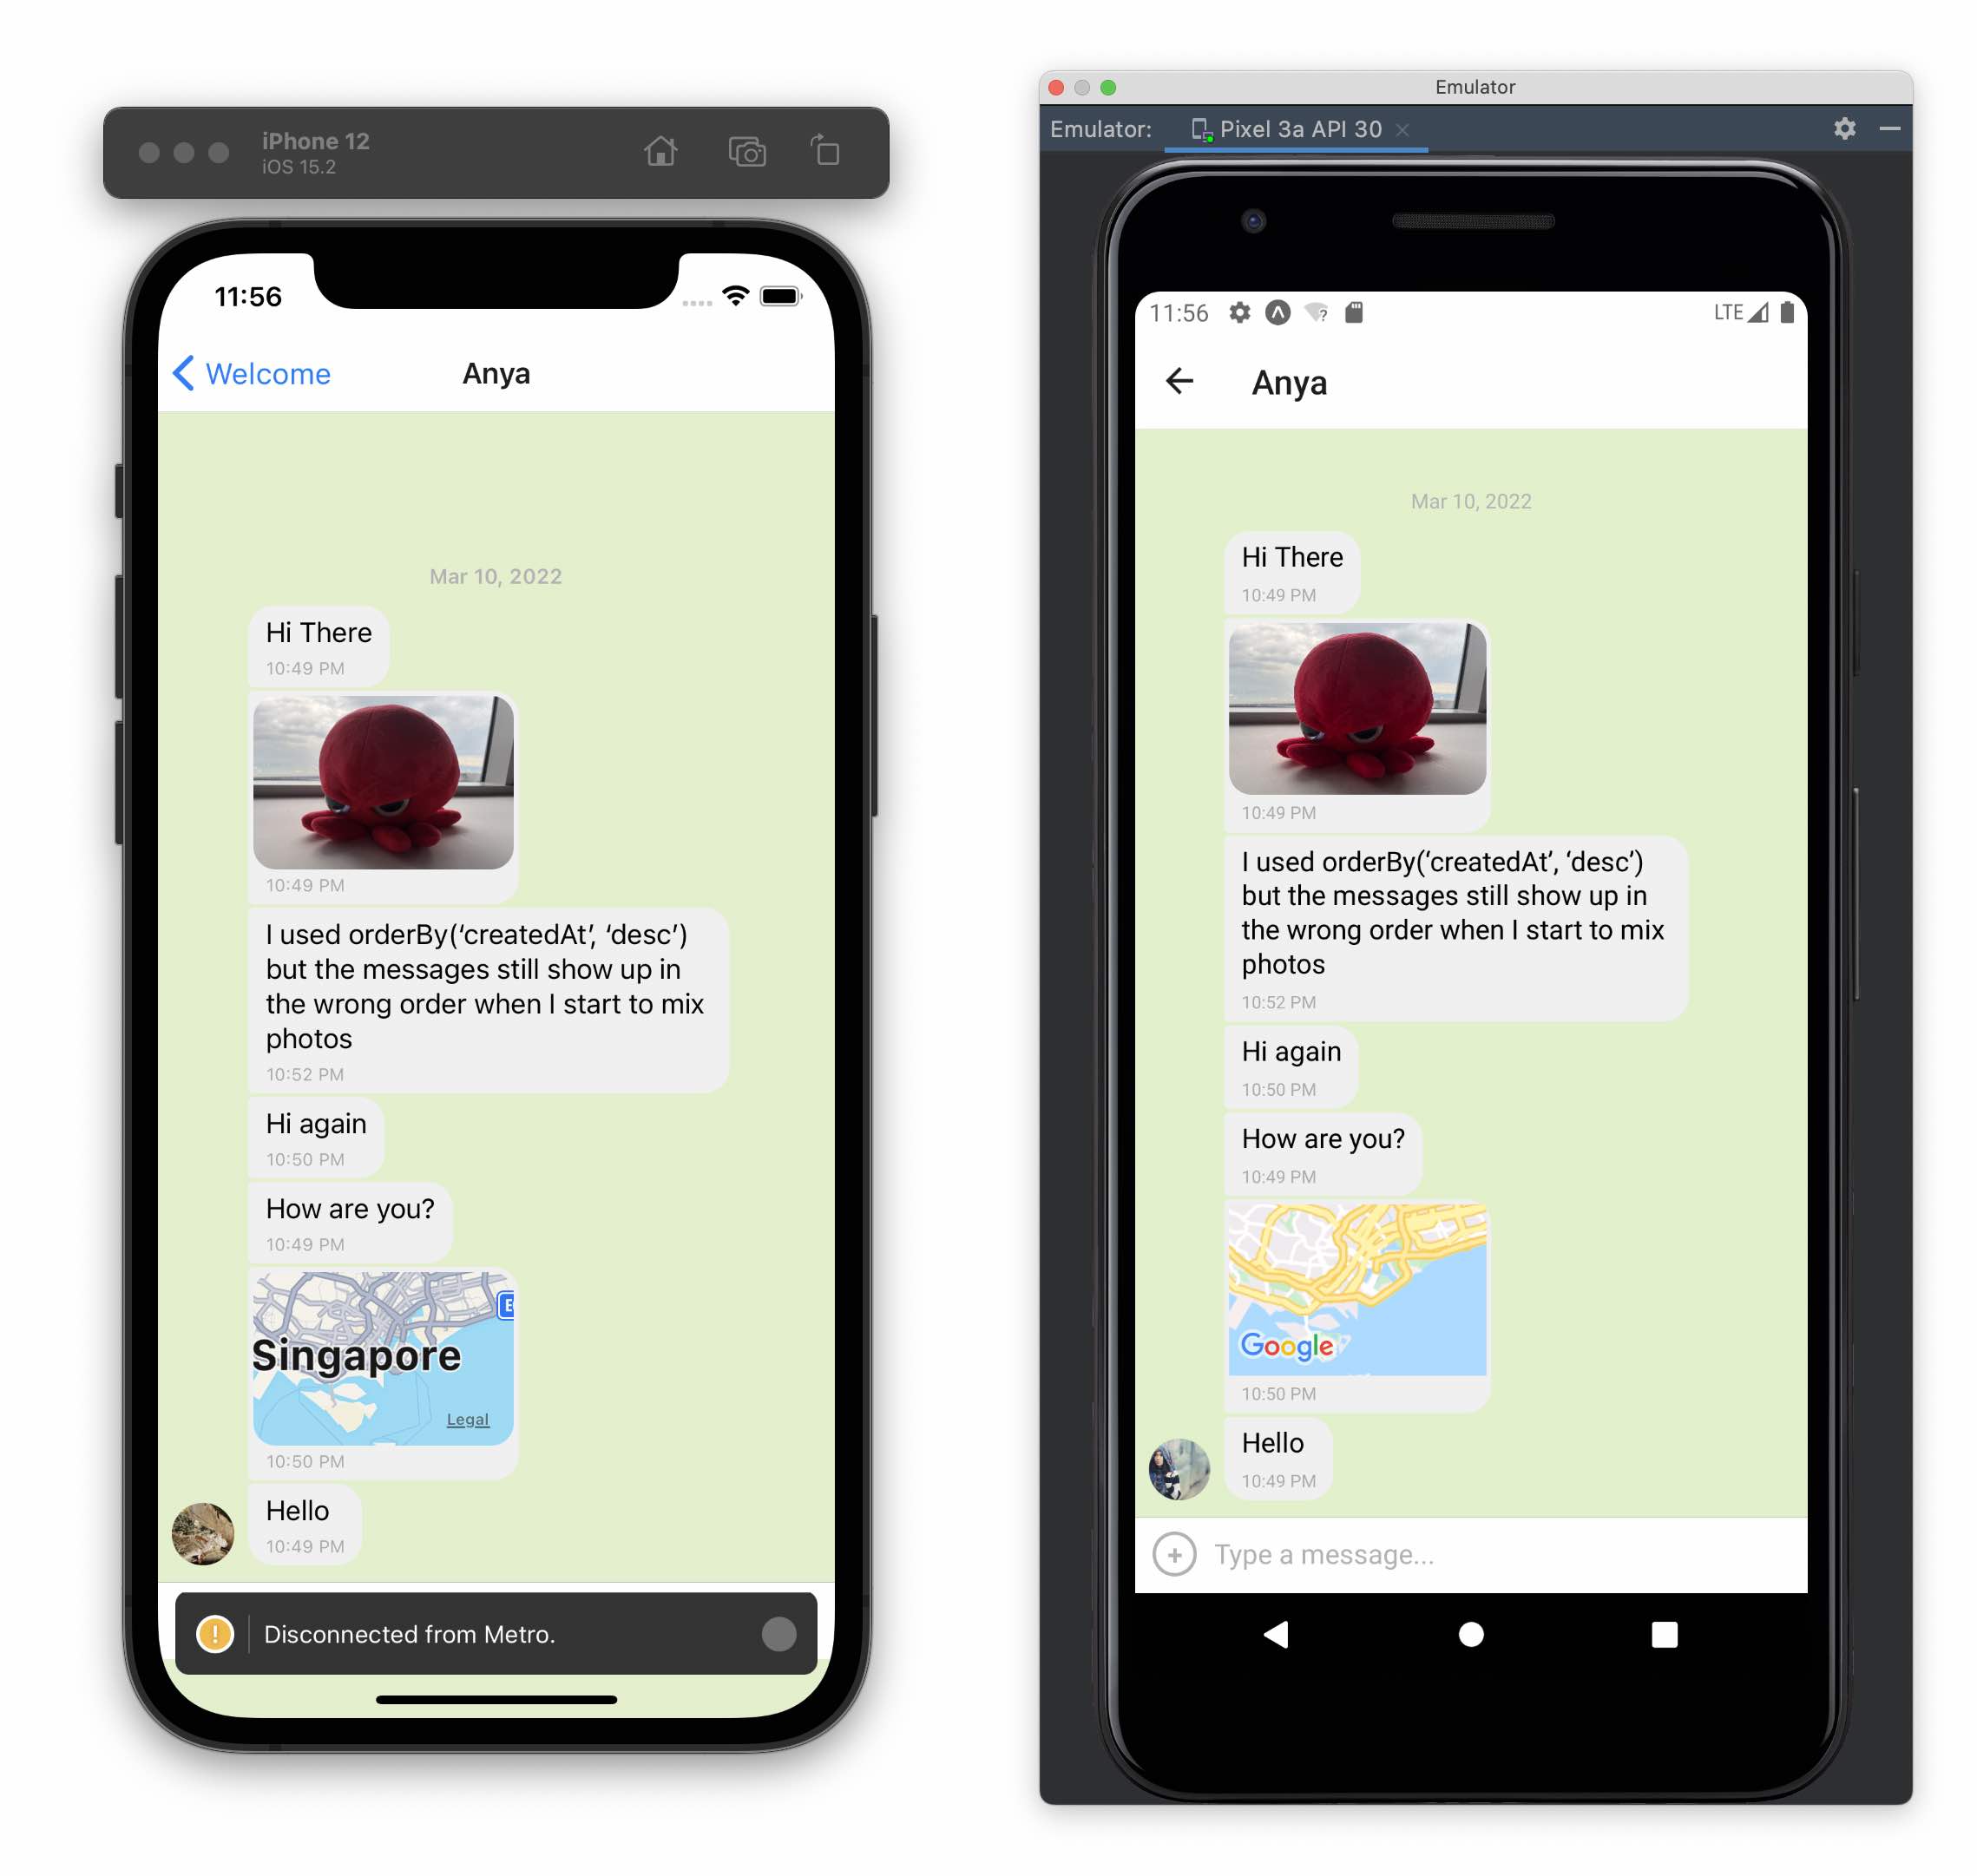 iPhone 12
iOS 15.2
11:56
Welcome
Anya
Mar 10, 2022
Hi There
10:49 PM
10:49 PM
I used orderBy(‘createdAt’, ‘desc’)
but the messages still show up in
the wrong order when I start to mix
photos
10:52 PM
Hi again
10:50 PM
How are you?
10:49 PM
E
Singapore
Legal
10:50 PM
Hello
10:49 PM
Disconnected from Metro.
Emulator
Emulator:
Pixel 3a API 30
11:56
LTE
Anya
Mar 10, 2022
Hi There
10:49 PM
10:49 PM
I used orderBy(‘createdAt’, ‘desc’)
but the messages still show up in
the wrong order when I start to mix
photos
10:52 PM
Hi again
10:50 PM
How are you?
10:49 PM
Google
10:50 PM
Hello
10:49 PM
Type a message...